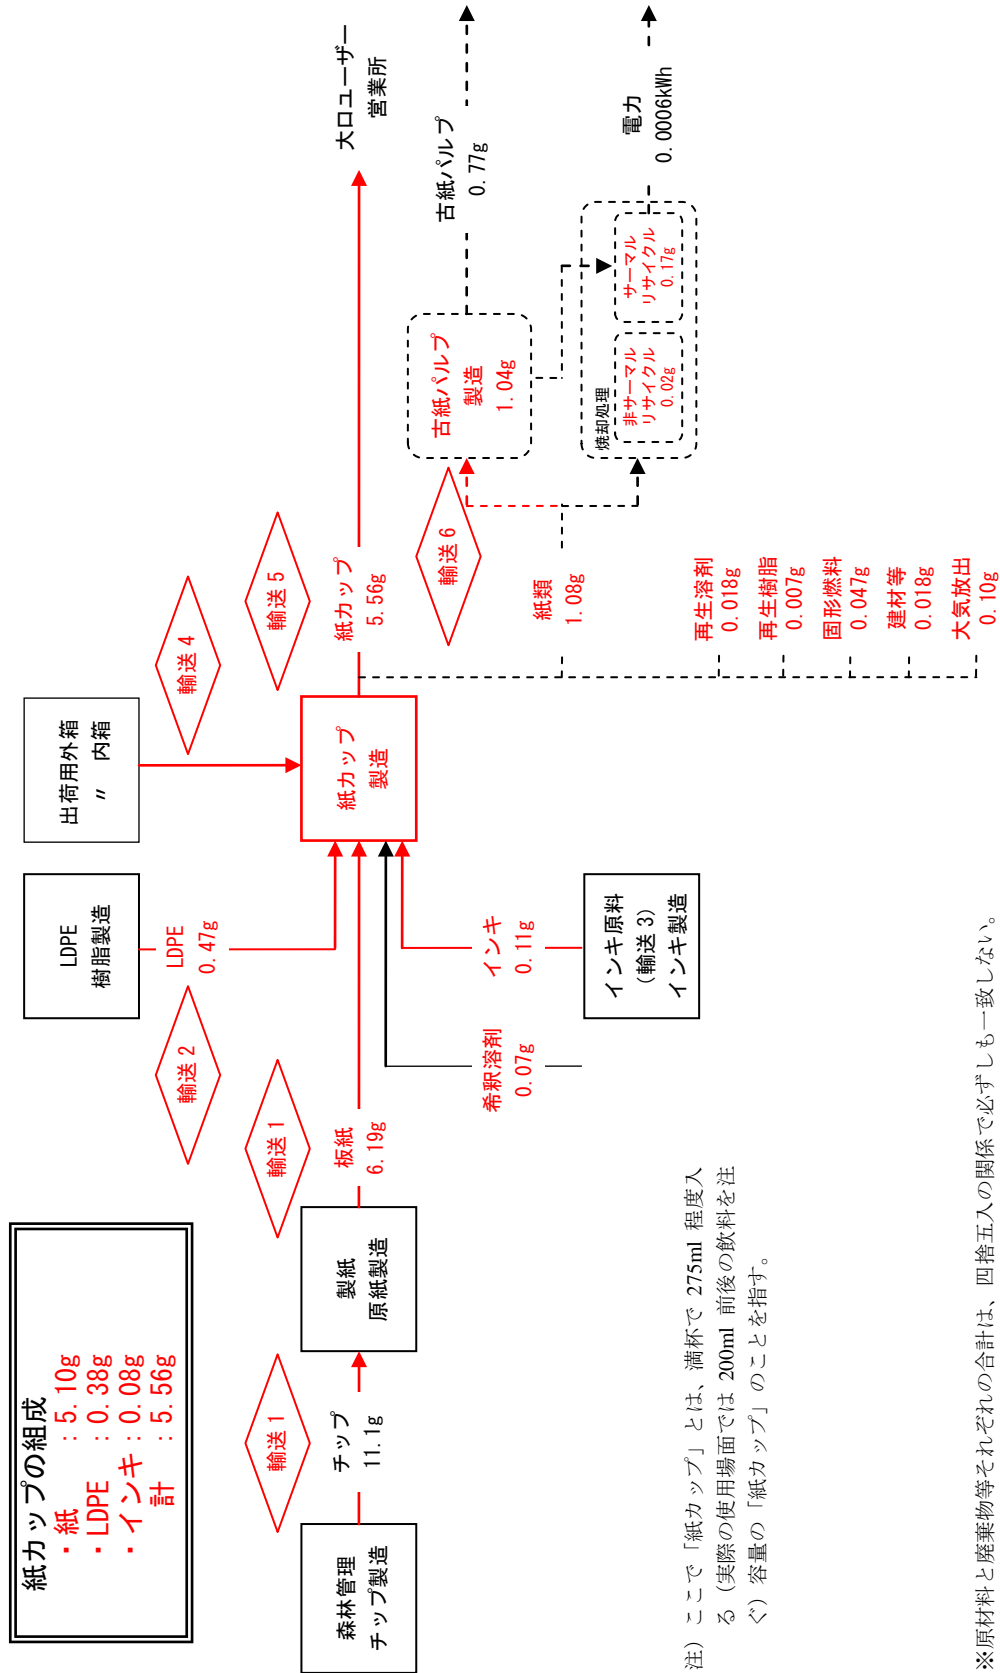 紙カップの組成
・紙　：5.10g
・LDPE　：0.38g
・インキ：0.08g
計　：5.56g
森林管理
チップ製造
輸送 1
チップ
11.1g
製紙
原紙製造
輸送 1
板紙
6.19g
LDPE
樹脂製造
輸送 2
LDPE
0.47g
出荷用外箱
〃　内箱
輸送 4
希釈溶剤
0.07g
インキ
0.11g
インキ原料
（輸送 3）
インキ製造
紙カップ
製造
輸送 5
紙カップ
5.56g
大口ユーザー
営業所
紙類
1.08g
輸送 6
古紙パルプ
製造
1.04g
古紙パルプ
0.77g
焼却処理
非サーマル
リサイクル
0.02g
サーマル
リサイクル
0.17g
電力
0.0006kWh
再生溶剤
0.018g
再生樹脂
0.007g
固形燃料
0.047g
建材等
0.018g
大気放出
0.10g
注）ここで「紙カップ」とは、満杯で 275ml 程度入
る（実際の使用場面では 200ml 前後の飲料を注
ぐ）容量の「紙カップ」のことを指す。
※原材料と廃棄物等それぞれの合計は、四捨五入の関係で必ずしも一致しない。